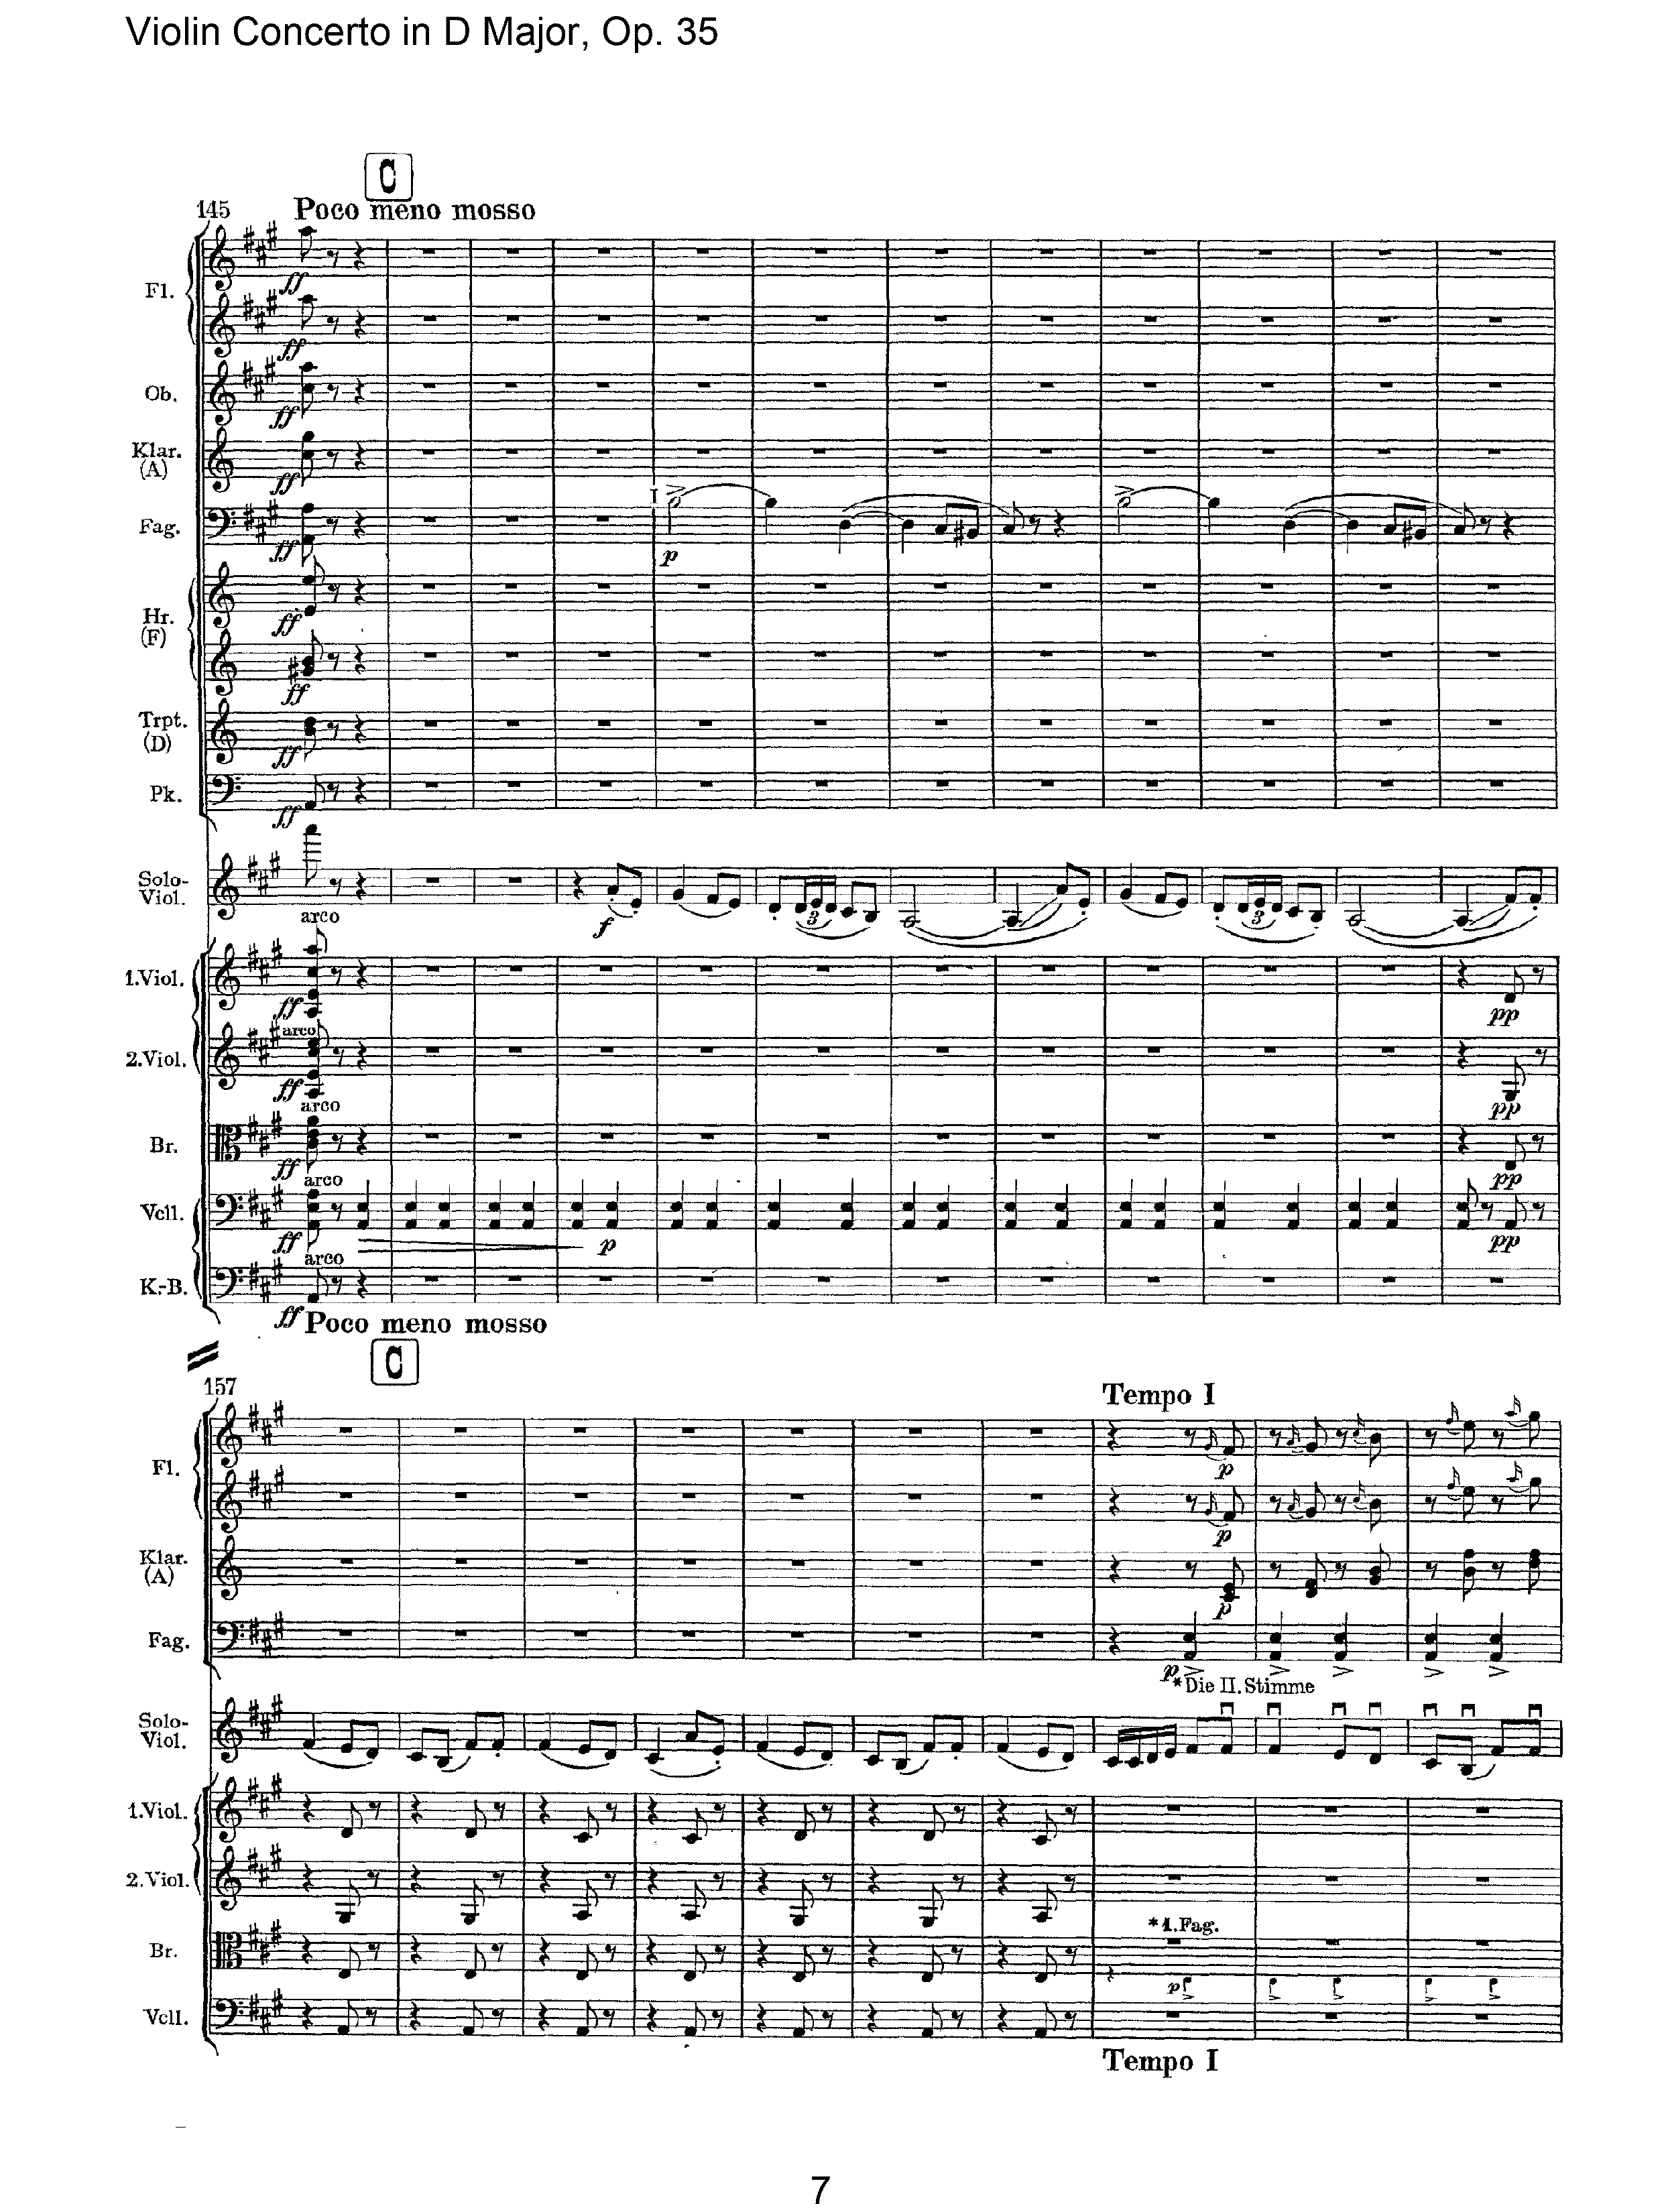 Violin Concerto in D Major, Op. 35
C
145 Poco meno mosso
ff
Fl.
ff
Ob.
ff
Klar.
(A)
ff
I
Fag.
ff p
Hr.
(F)
ff
ff
Trpt.
(D)
ff
Pk.
ff
Solo-
Viol.
f 3 3
arco
1.Viol.
ff pp
arco
2.Viol.
ff pp
arco
Br.
ff pp
arco
Vcll.
ff p pp
arco
K.-B.
ff Poco meno mosso
C
157
Tempo I
Fl.
p
p
Klar.
(A)
p
Fag.
p
*Die II. Stimme
Solo-
Viol.
1.Viol.
2.Viol.
*1.Fag.
Br.
p
Vcll.
Tempo I
7